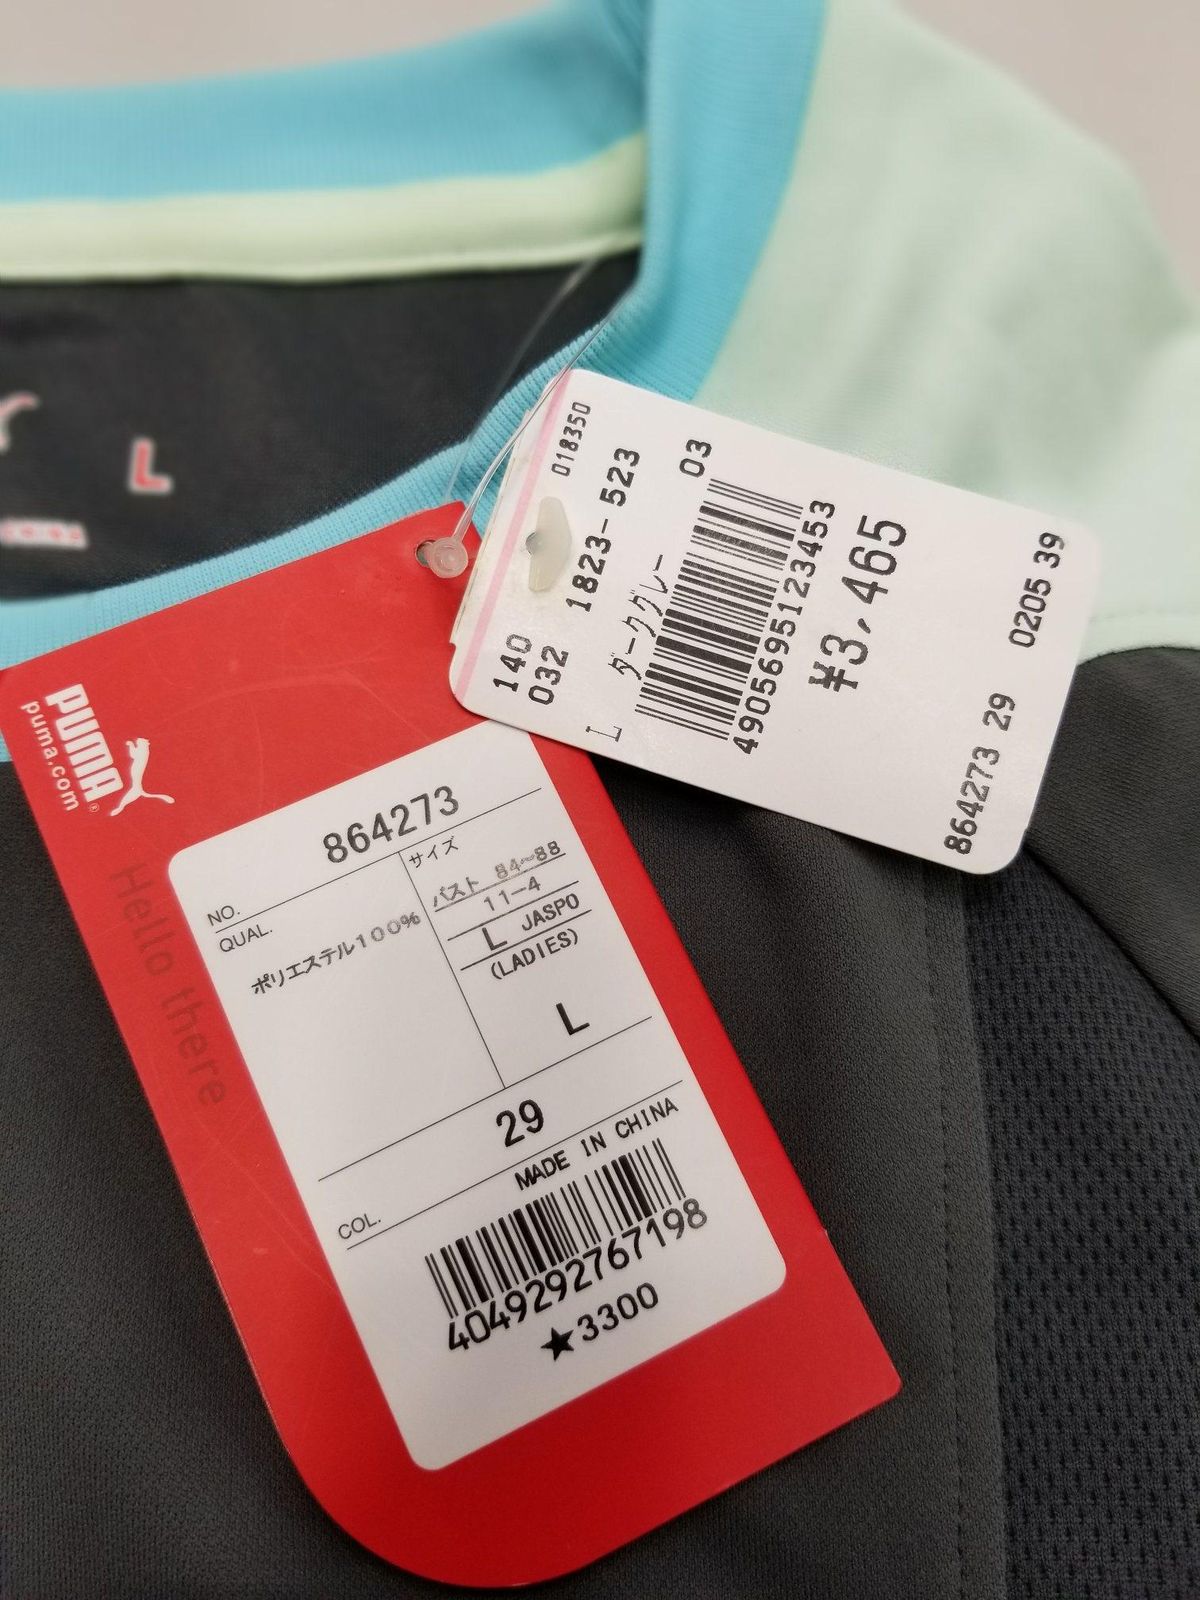 L
018350
140 1823-523
032
L ダークグレー 03
4905695123453
¥3,465
864273 29 0205 39
PUMA®
puma.com
Hello there
864273
NO.
QUAL.
ポリエステル100%
サイズ
バスト 84~88
11-4
L JASPO
(LADIES)
L
29
COL.
MADE IN CHINA
4049292767198
★3300